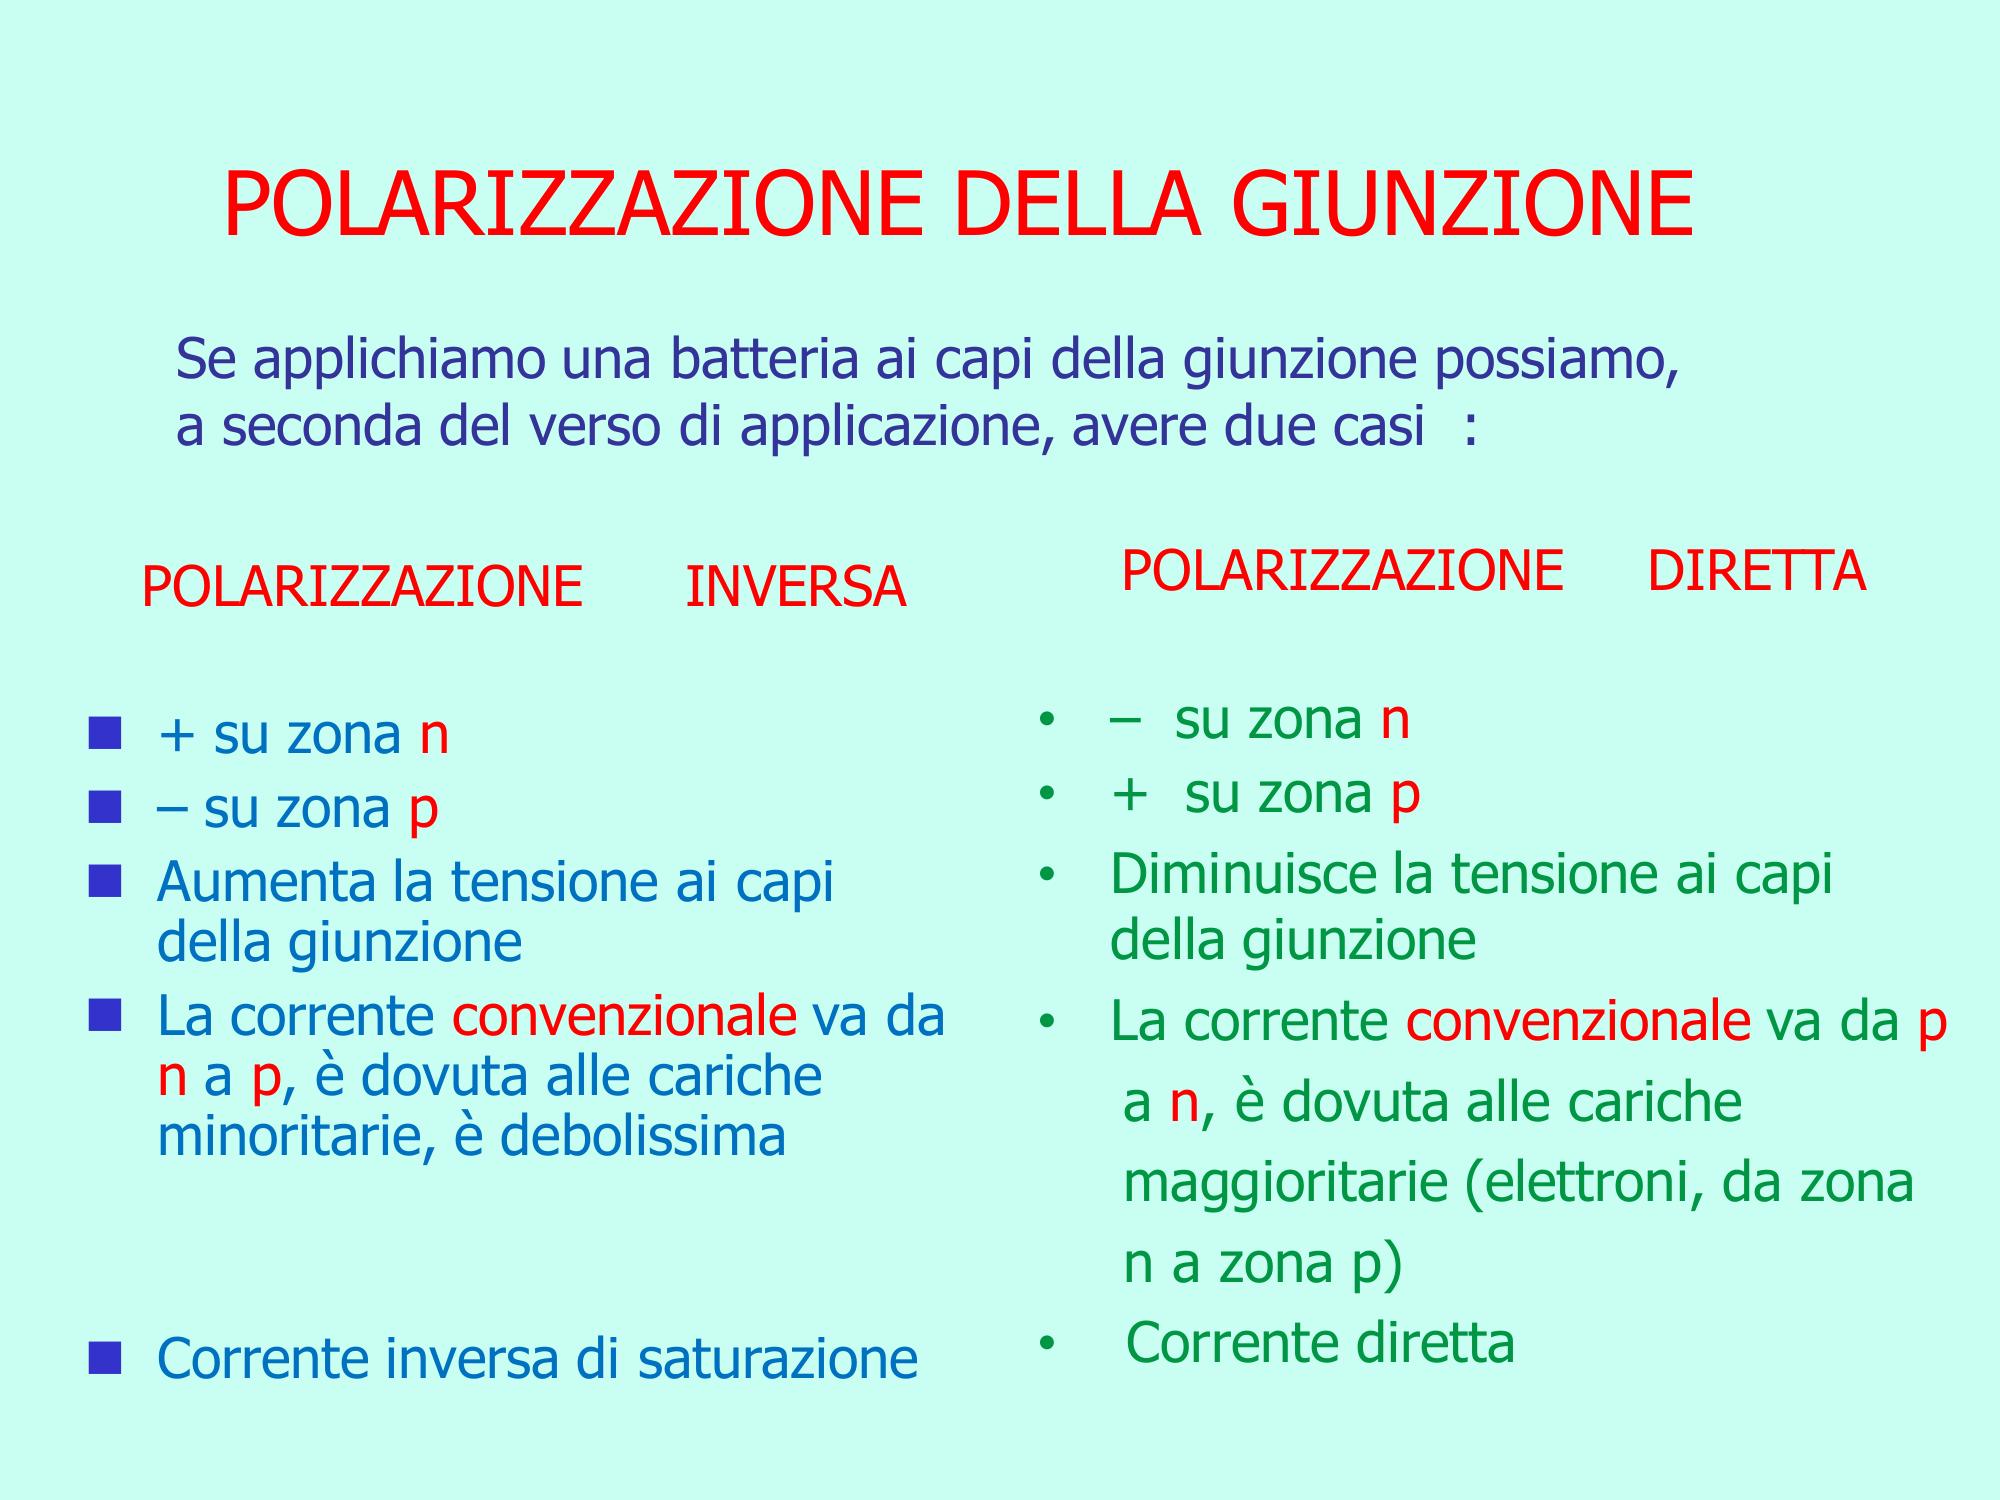 POLARIZZAZIONE DELLA GIUNZIONE
Se applichiamo una batteria ai capi della giunzione possiamo,
a seconda del verso di applicazione, avere due casi :
POLARIZZAZIONE INVERSA
■ + su zona n
■ – su zona p
■ Aumenta la tensione ai capi
della giunzione
■ La corrente convenzionale va da
n a p, è dovuta alle cariche
minoritarie, è debolissima
■ Corrente inversa di saturazione
POLARIZZAZIONE DIRETTA
• – su zona n
• + su zona p
• Diminuisce la tensione ai capi
della giunzione
• La corrente convenzionale va da p
a n, è dovuta alle cariche
maggioritarie (elettroni, da zona
n a zona p)
• Corrente diretta